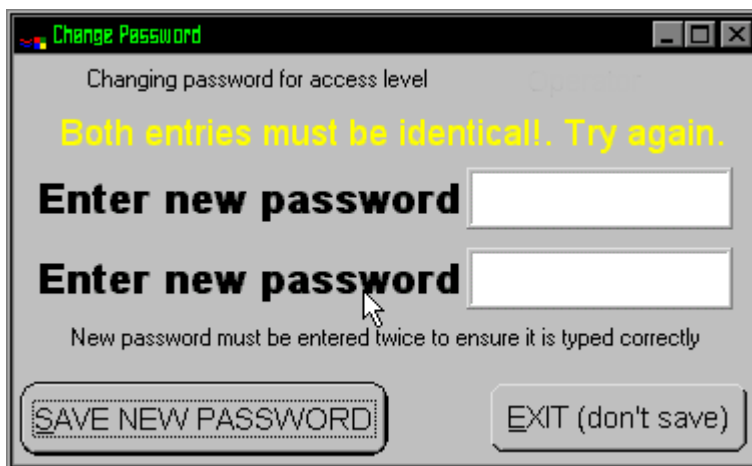 Change Password
Changing password for access level Operator
Both entries must be identical!. Try again.
Enter new password
Enter new password
New password must be entered twice to ensure it is typed correctly
SAVE NEW PASSWORD
EXIT (don't save)